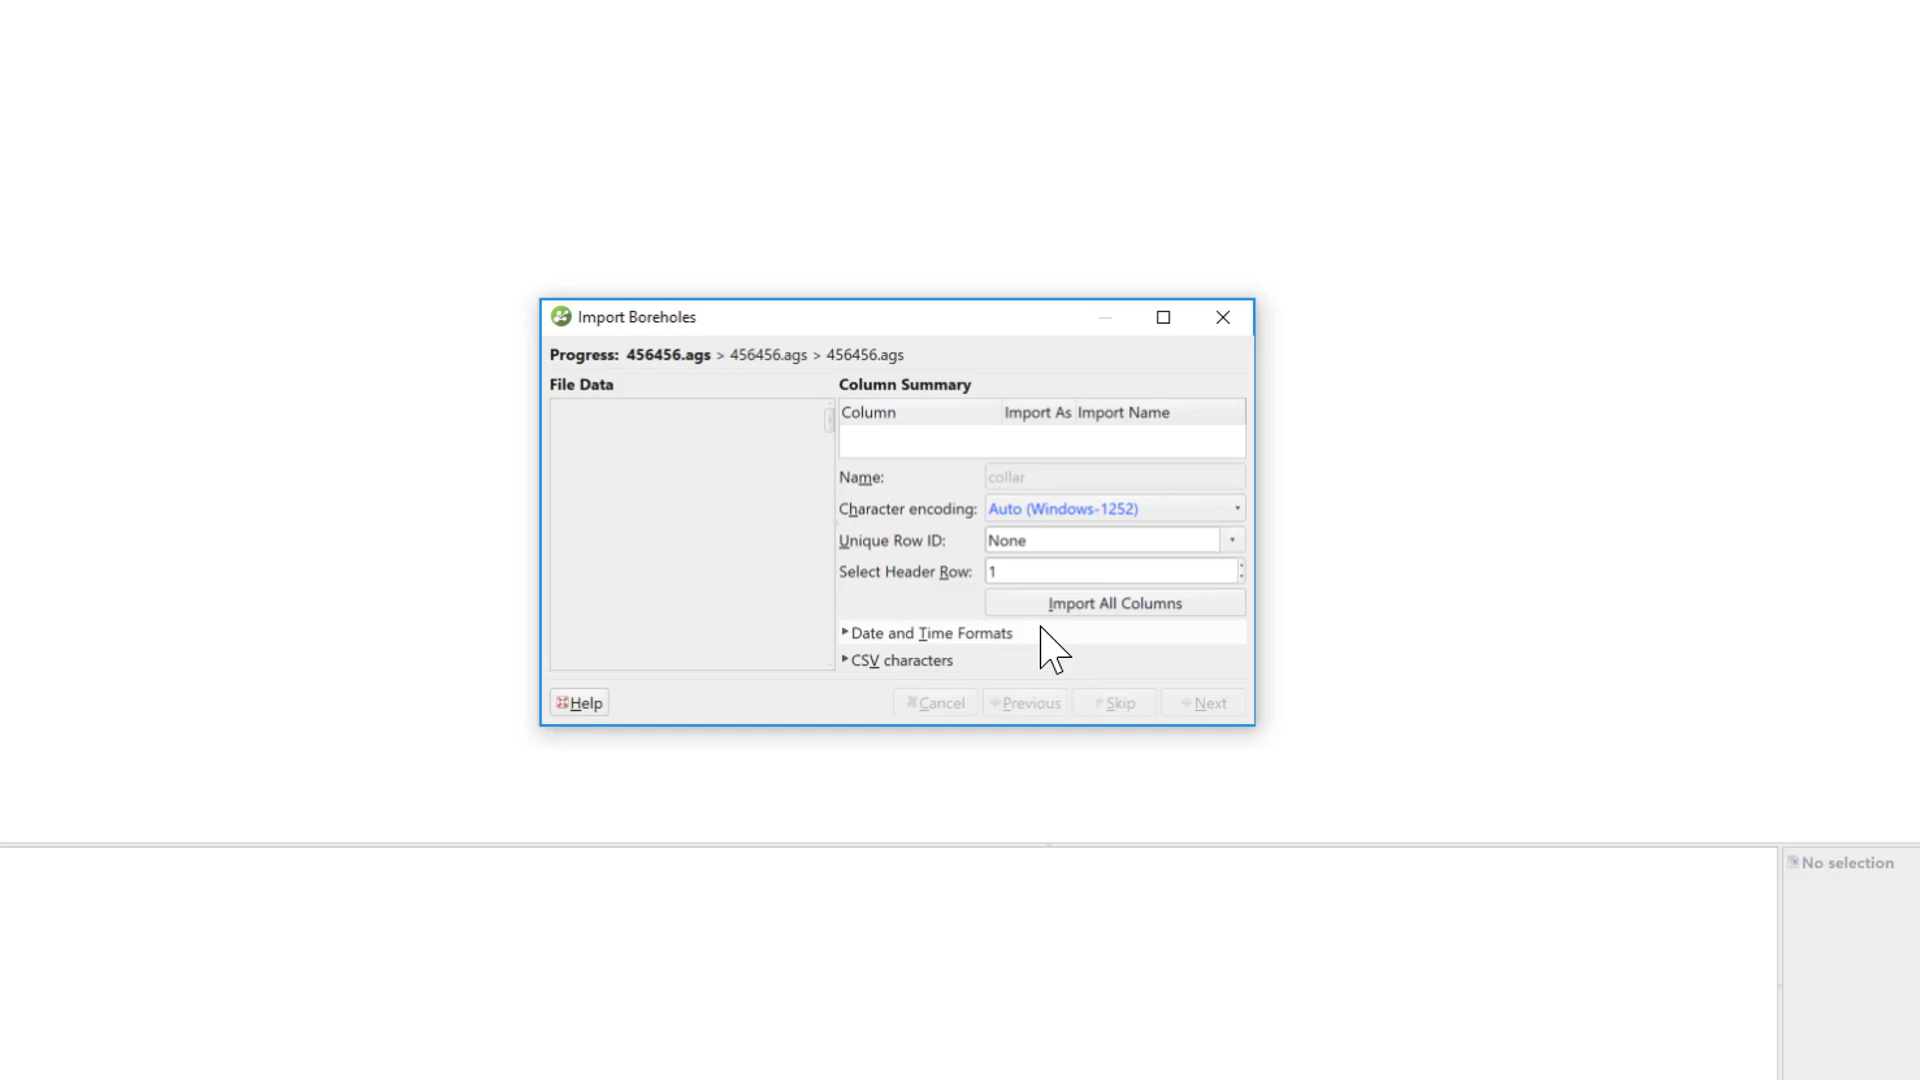 Import Boreholes
Progress: 456456.ags > 456456.ags > 456456.ags
File Data
Column Summary
Column Import As Import Name
Name: collar
Character encoding: Auto (Windows-1252)
Unique Row ID: None
Select Header Row: 1
Import All Columns
Date and Time Formats
CSV characters
Help Cancel Previous Skip Next
No selection